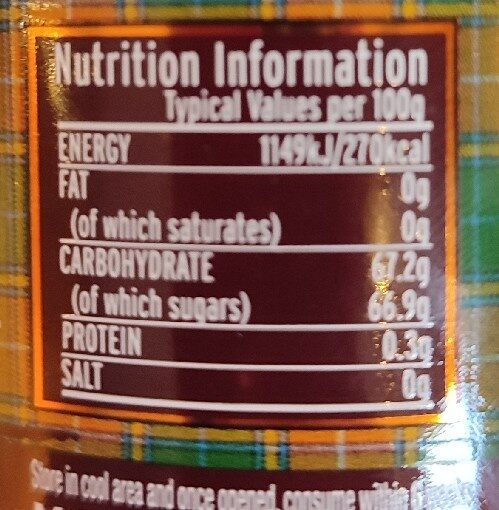 Nutrition Information
Typical Values per 100g
ENERGY 1149kJ/270kcal
FAT 0g
(of which saturates) 0g
CARBOHYDRATE 67.2g
(of which sugars) 66.9g
PROTEIN 0.3g
SALT 0g
Store in cool area and once opened, consume within